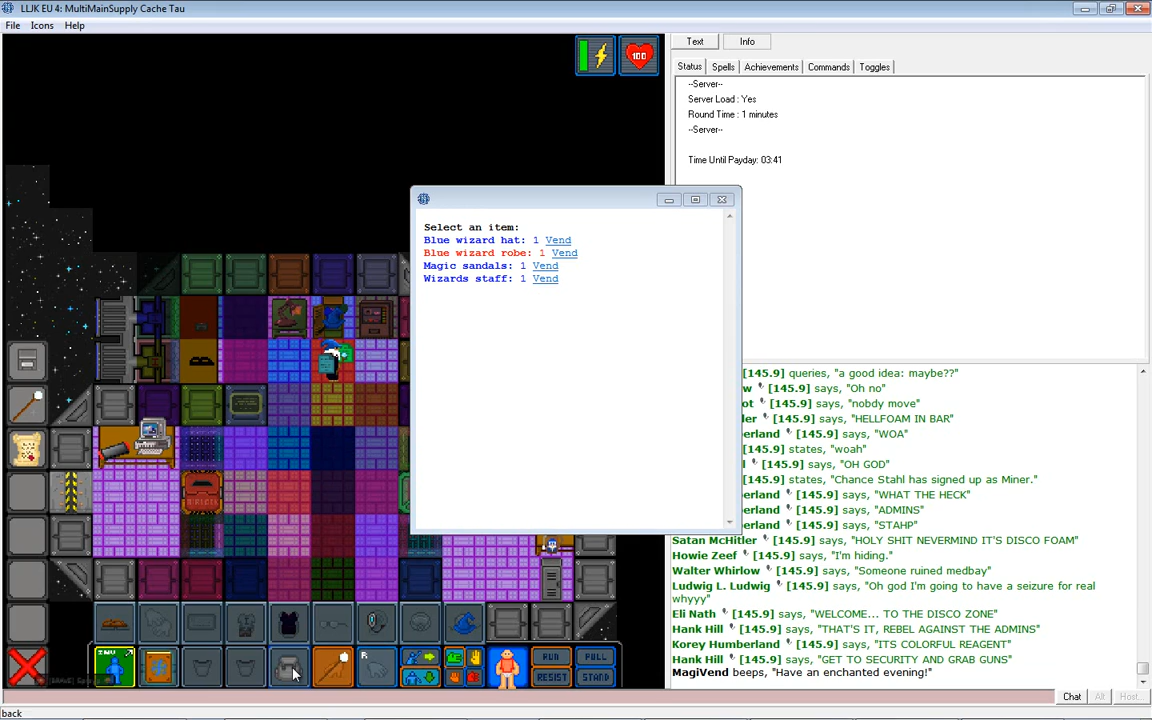 LLJK EU 4: MultiMainSupply Cache Tau
File Icons Help
100
Text Info
Status Spells Achievements Commands Toggles
--Server--
Server Load : Yes
Round Time : 1 minutes
--Server--
Time Until Payday: 03:41
Select an item:
Blue wizard hat: 1 Vend
Blue wizard robe: 1 Vend
Magic sandals: 1 Vend
Wizards staff: 1 Vend
[145.9] queries, "a good idea: maybe??"
w [145.9] says, "Oh no"
ot [145.9] says, "nobdy move"
ler [145.9] says, "HELLFOAM IN BAR"
berland [145.9] says, "WOA"
[145.9] states, "woah"
l [145.9] says, "OH GOD"
[145.9] states, "Chance Stahl has signed up as Miner."
berland [145.9] says, "WHAT THE HECK"
berland [145.9] says, "ADMINS"
berland [145.9] says, "STAHP"
Satan McHitler [145.9] says, "HOLY SHIT NEVERMIND IT'S DISCO FOAM"
Howie Zeef [145.9] says, "I'm hiding."
Walter Whirlow [145.9] says, "Someone ruined medbay"
Ludwig L. Ludwig [145.9] says, "Oh god I'm going to have a seizure for real
whyyy"
Eli Nath [145.9] says, "WELCOME... TO THE DISCO ZONE"
Hank Hill [145.9] says, "THAT'S IT, REBEL AGAINST THE ADMINS"
Korey Humberland [145.9] says, "ITS COLORFUL REAGENT"
Hank Hill [145.9] says, "GET TO SECURITY AND GRAB GUNS"
MagiVend beeps, "Have an enchanted evening!"
INV
RUN PULL
RESIST STAND
Chat Alt Host...
back